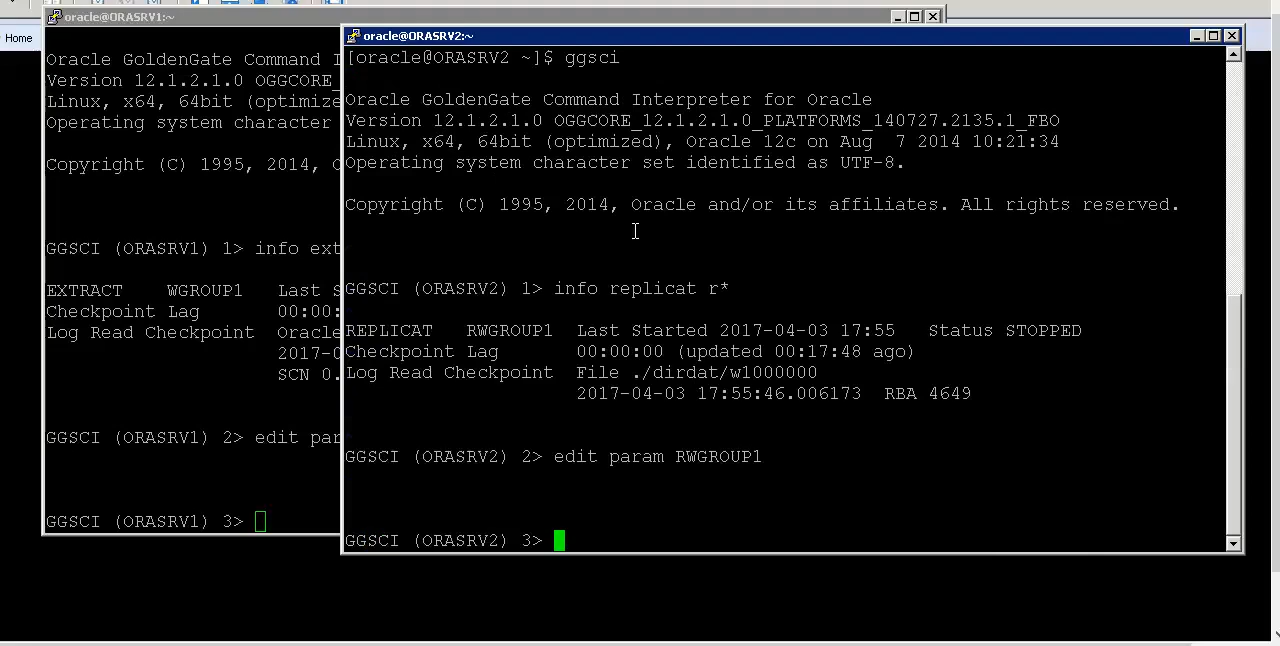 oracle@ORASRV1:~
Home
Oracle GoldenGate Command I
Version 12.1.2.1.0 OGGCORE_
Linux, x64, 64bit (optimize
Operating system character
Copyright (C) 1995, 2014,
GGSCI (ORASRV1) 1> info ext
EXTRACT    WGROUP1   Last S
Checkpoint Lag       00:00:
Log Read Checkpoint  Oracle
2017-0
SCN 0.
GGSCI (ORASRV1) 2> edit par
GGSCI (ORASRV1) 3>
oracle@ORASRV2:~
[oracle@ORASRV2 ~]$ ggsci
Oracle GoldenGate Command Interpreter for Oracle
Version 12.1.2.1.0 OGGCORE_12.1.2.1.0_PLATFORMS_140727.2135.1_FBO
Linux, x64, 64bit (optimized), Oracle 12c on Aug  7 2014 10:21:34
Operating system character set identified as UTF-8.
Copyright (C) 1995, 2014, Oracle and/or its affiliates. All rights reserved.
GGSCI (ORASRV2) 1> info replicat r*
REPLICAT   RWGROUP1  Last Started 2017-04-03 17:55   Status STOPPED
Checkpoint Lag       00:00:00 (updated 00:17:48 ago)
Log Read Checkpoint  File ./dirdat/w1000000
2017-04-03 17:55:46.006173  RBA 4649
GGSCI (ORASRV2) 2> edit param RWGROUP1
GGSCI (ORASRV2) 3>